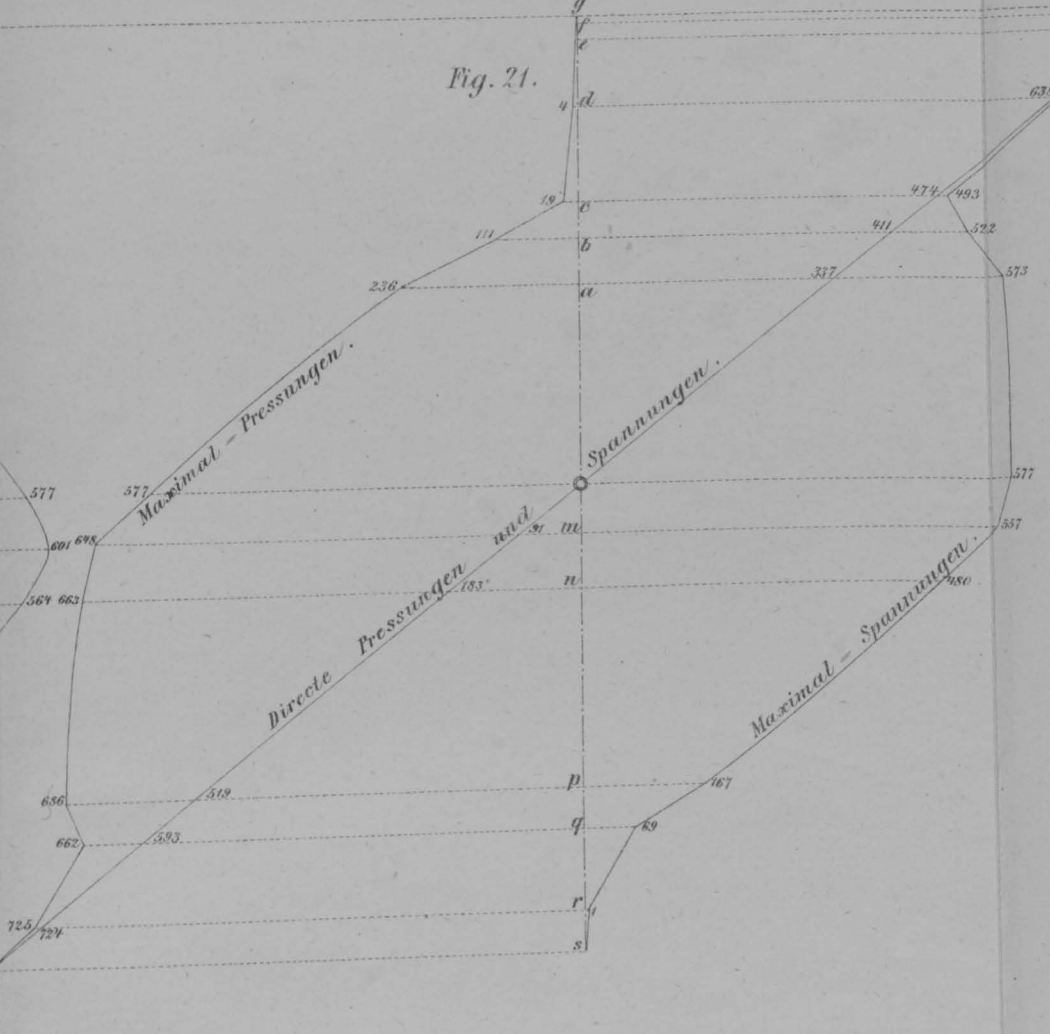 g
f
e
Fig. 21.
4 d
19 c 474 493
111 b 411 522
236 a 337 573
Maximal-Pressungen.
Spannungen.
577 577 577
und 91 m 557
601 648
183 n 480
564 663
Directe Pressungen
Maximal-Spannungen.
p 167
686 519
q 69
662 593
r 1
725 724
s